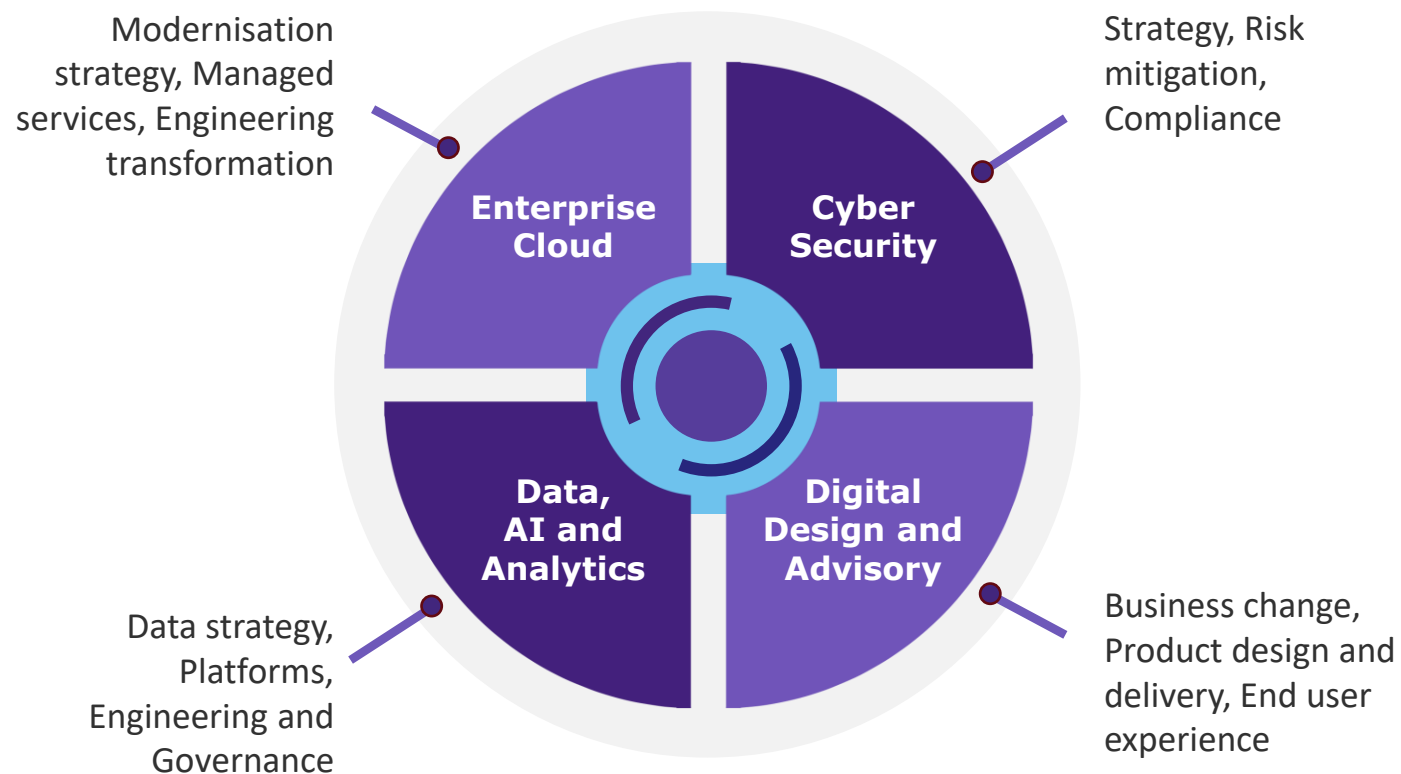 Modernisation
strategy, Managed
services, Engineering
transformation
Strategy, Risk
mitigation,
Compliance
Enterprise
Cloud
Cyber
Security
Data,
AI and
Analytics
Digital
Design and
Advisory
Data strategy,
Platforms,
Engineering and
Governance
Business change,
Product design and
delivery, End user
experience